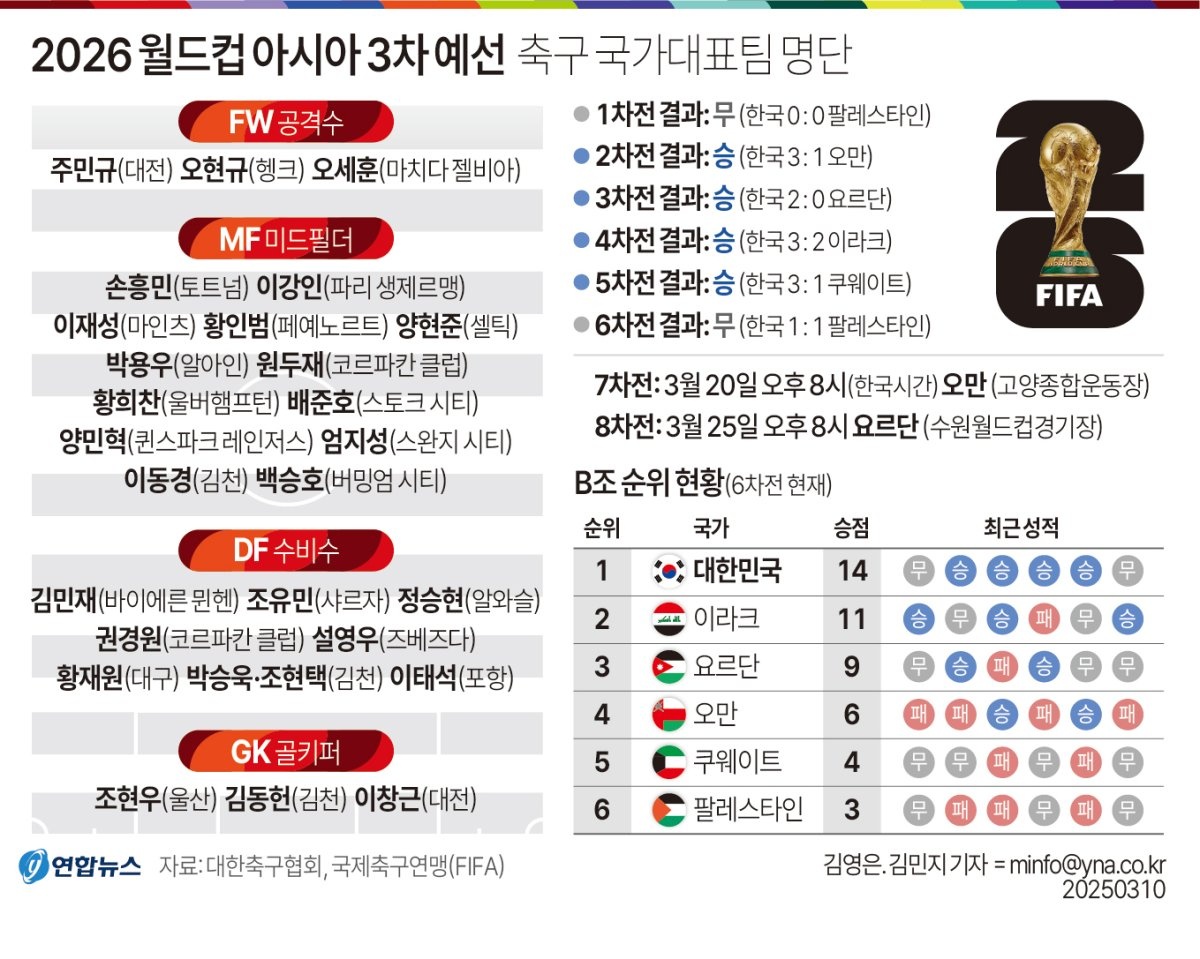 2026 월드컵 아시아 3차 예선 축구 국가대표팀 명단
FW 공격수
주민규(대전) 오현규(헹크) 오세훈(마치다 젤비아)
MF 미드필더
손흥민(토트넘) 이강인(파리 생제르맹)
이재성(마인츠) 황인범(페예노르트) 양현준(셀틱)
박용우(알아인) 원두재(코르파칸 클럽)
황희찬(울버햄프턴) 배준호(스토크 시티)
양민혁(퀸스파크 레인저스) 엄지성(스완지 시티)
이동경(김천) 백승호(버밍엄 시티)
DF 수비수
김민재(바이에른 뮌헨) 조유민(샤르자) 정승현(알와슬)
권경원(코르파칸 클럽) 설영우(즈베즈다)
황재원(대구) 박승욱·조현택(김천) 이태석(포항)
GK 골키퍼
조현우(울산) 김동헌(김천) 이창근(대전)
1차전 결과: 무 (한국 0 : 0 팔레스타인)
2차전 결과: 승 (한국 3 : 1 오만)
3차전 결과: 승 (한국 2 : 0 요르단)
4차전 결과: 승 (한국 3 : 2 이라크)
5차전 결과: 승 (한국 3 : 1 쿠웨이트)
6차전 결과: 무 (한국 1 : 1 팔레스타인)
26
FIFA
7차전: 3월 20일 오후 8시(한국시간) 오만 (고양종합운동장)
8차전: 3월 25일 오후 8시 요르단 (수원월드컵경기장)
B조 순위 현황(6차전 현재)
순위 국가 승점 최근 성적
1 대한민국 14 무 승 승 승 승 무
2 이라크 11 승 무 승 패 무 승
3 요르단 9 무 승 패 승 무 무
4 오만 6 패 패 승 패 승 패
5 쿠웨이트 4 무 무 패 무 패 무
6 팔레스타인 3 무 패 패 무 패 무
연합뉴스 자료: 대한축구협회, 국제축구연맹(FIFA)
김영은. 김민지 기자 = minfo@yna.co.kr
20250310